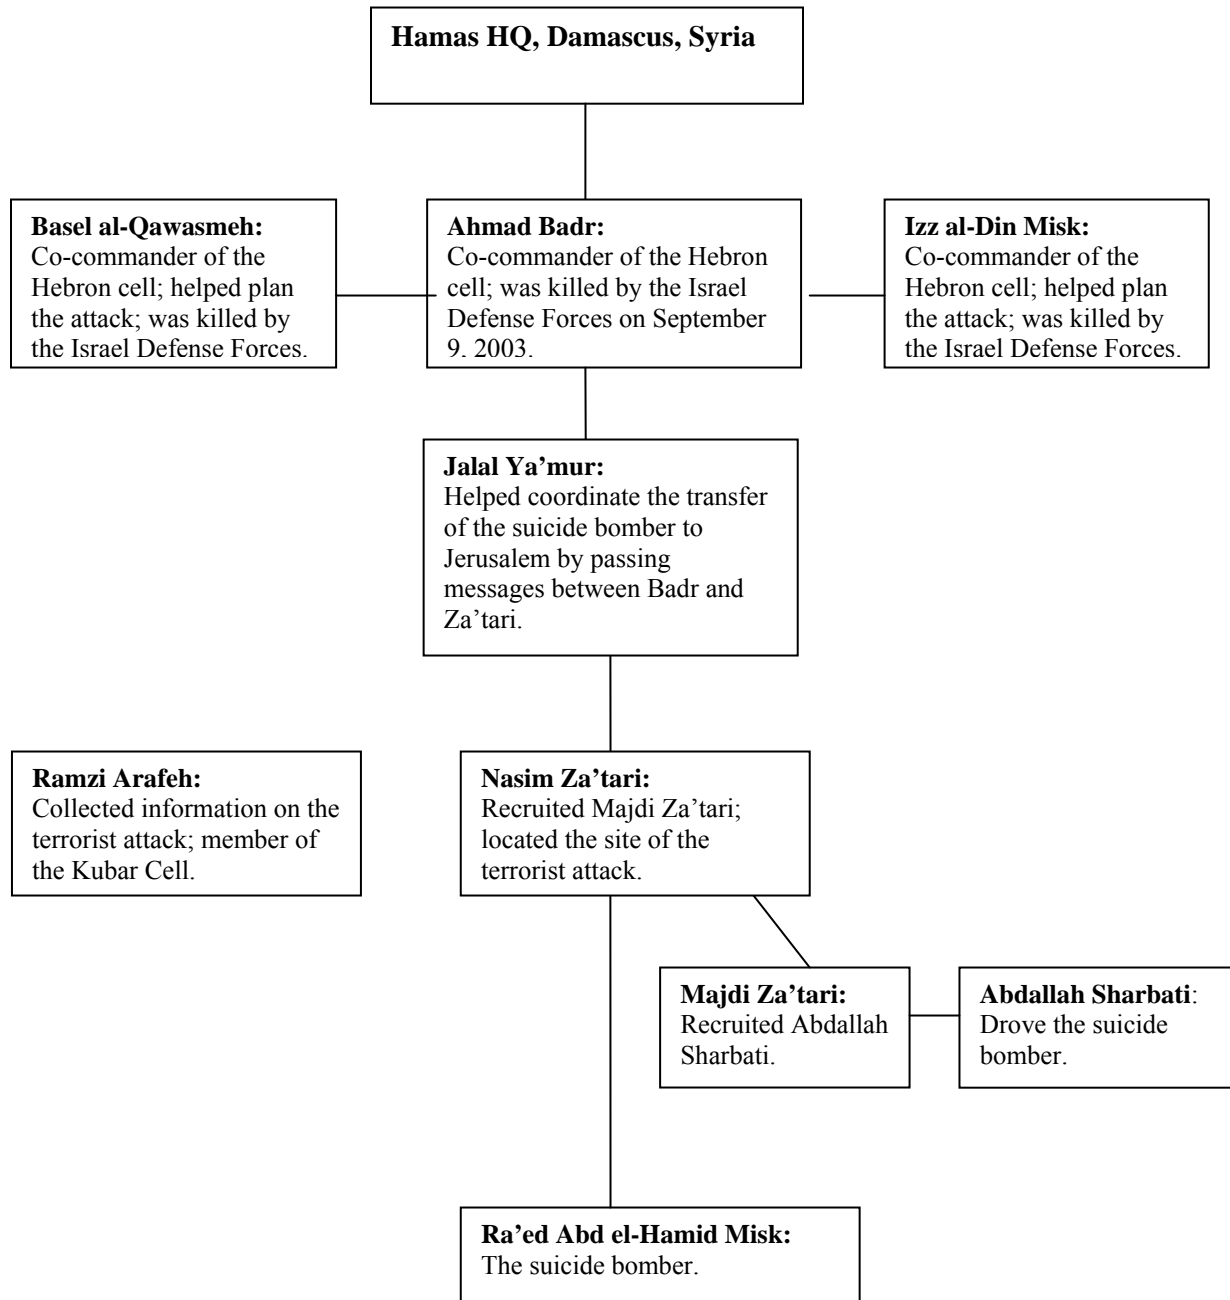 Hamas HQ, Damascus, Syria
Basel al-Qawasmeh:
Co-commander of the
Hebron cell; helped plan
the attack; was killed by
the Israel Defense Forces.
Ahmad Badr:
Co-commander of the Hebron
cell; was killed by the Israel
Defense Forces on September
9, 2003.
Izz al-Din Misk:
Co-commander of the
Hebron cell; helped plan
the attack; was killed by
the Israel Defense Forces.
Jalal Ya’mur:
Helped coordinate the transfer
of the suicide bomber to
Jerusalem by passing
messages between Badr and
Za’tari.
Ramzi Arafeh:
Collected information on the
terrorist attack; member of
the Kubar Cell.
Nasim Za’tari:
Recruited Majdi Za’tari;
located the site of the
terrorist attack.
Majdi Za’tari:
Recruited Abdallah
Sharbati.
Abdallah Sharbati:
Drove the suicide
bomber.
Ra’ed Abd el-Hamid Misk:
The suicide bomber.